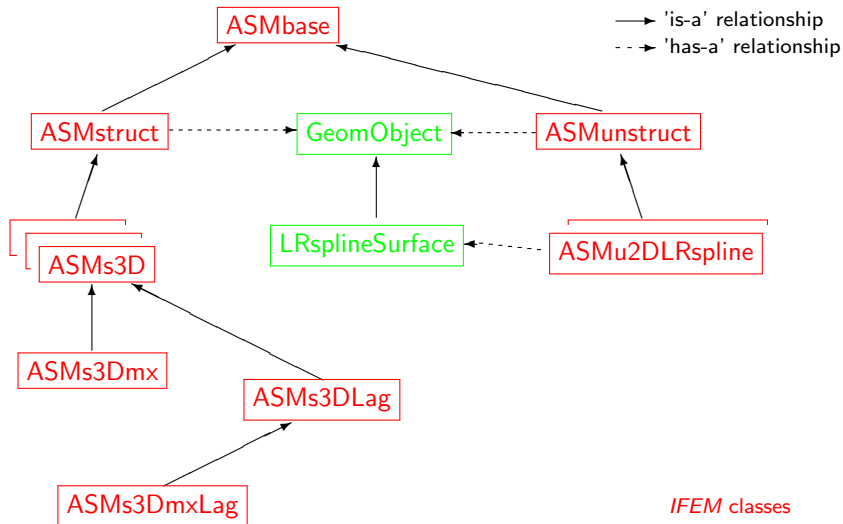 ASMbase
'is-a' relationship
'has-a' relationship
ASMstruct
GeomObject
ASMunstruct
LRsplineSurface
ASMu2DLRspline
ASMs3D
ASMs3Dmx
ASMs3DLag
ASMs3DmxLag
IFEM classes